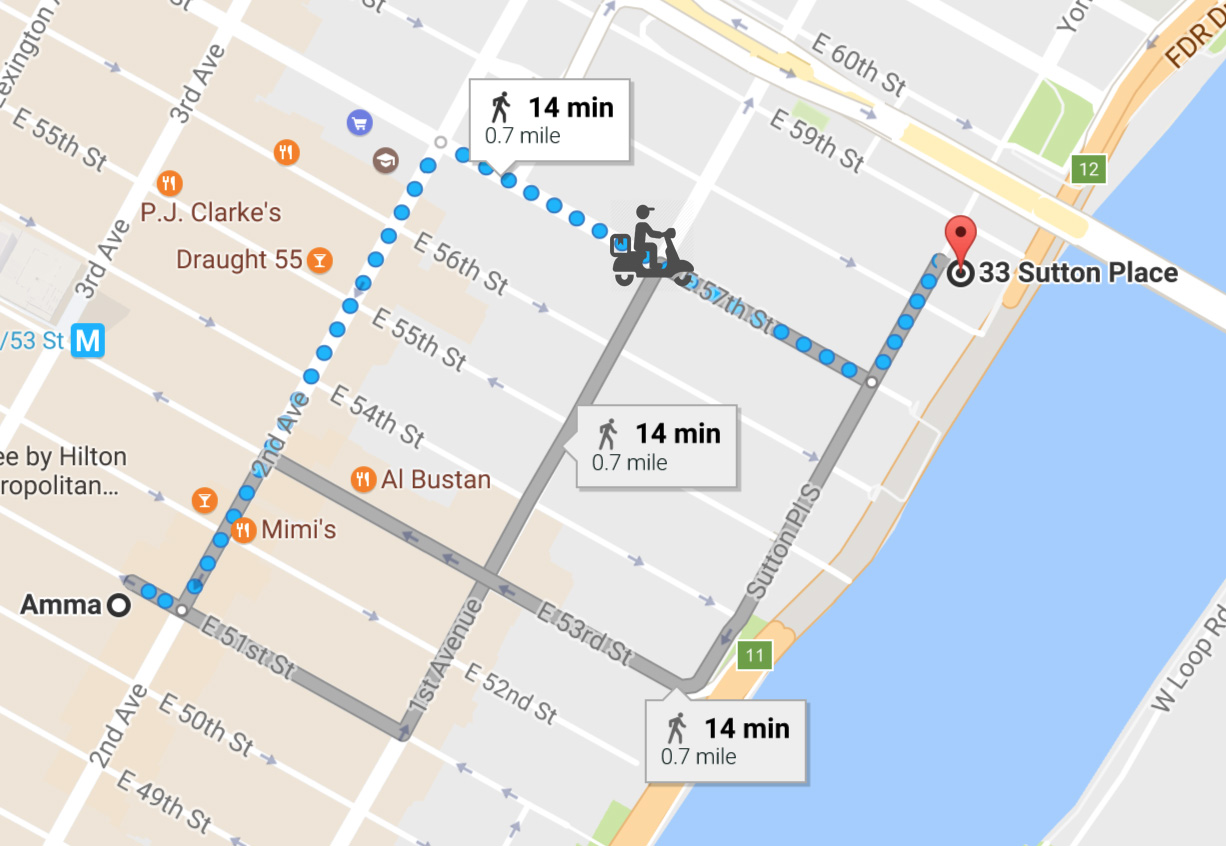 E 60th St
FDR D
3rd Ave
14 min
0.7 mile
E 59th St
E 55th St
12
P.J. Clarke's
Draught 55
E 56th St
3rd Ave
33 Sutton Place
E 57th St
/53 St M
E 55th St
E 54th St
2nd Ave
14 min
0.7 mile
ee by Hilton
ropolitan...
Al Bustan
Mimi's
Sutton Pl S
Amma
E 51st St
E 53rd St
1st Avenue
11
W Loop Rd
E 52nd St
2nd Ave
E 50th St
14 min
0.7 mile
E 49th St